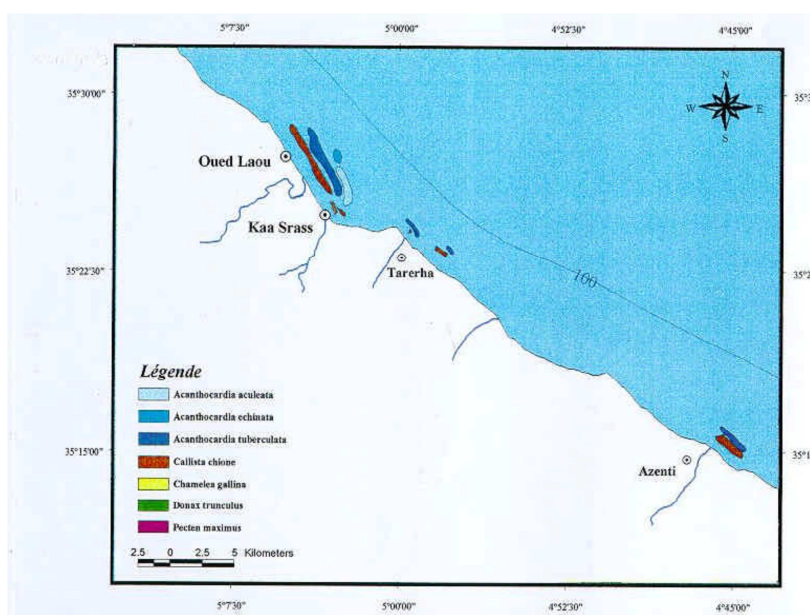 5°7'30" 5°00'00" 4°52'30" 4°45'00"
N
W E
S
35°30'00"
Oued Laou
Kaa Srass
35°22'30"
Tarerha
100
Légende
Acanthocardia aculeata
Acanthocardia echinata
Acanthocardia tuberculata
Callista chione
Chamelea gallina
Donax trunculus
Pecten maximus
35°15'00"
Azenti
2.5 0 2.5 5 Kilometers
5°7'30" 5°00'00" 4°52'30" 4°45'00"